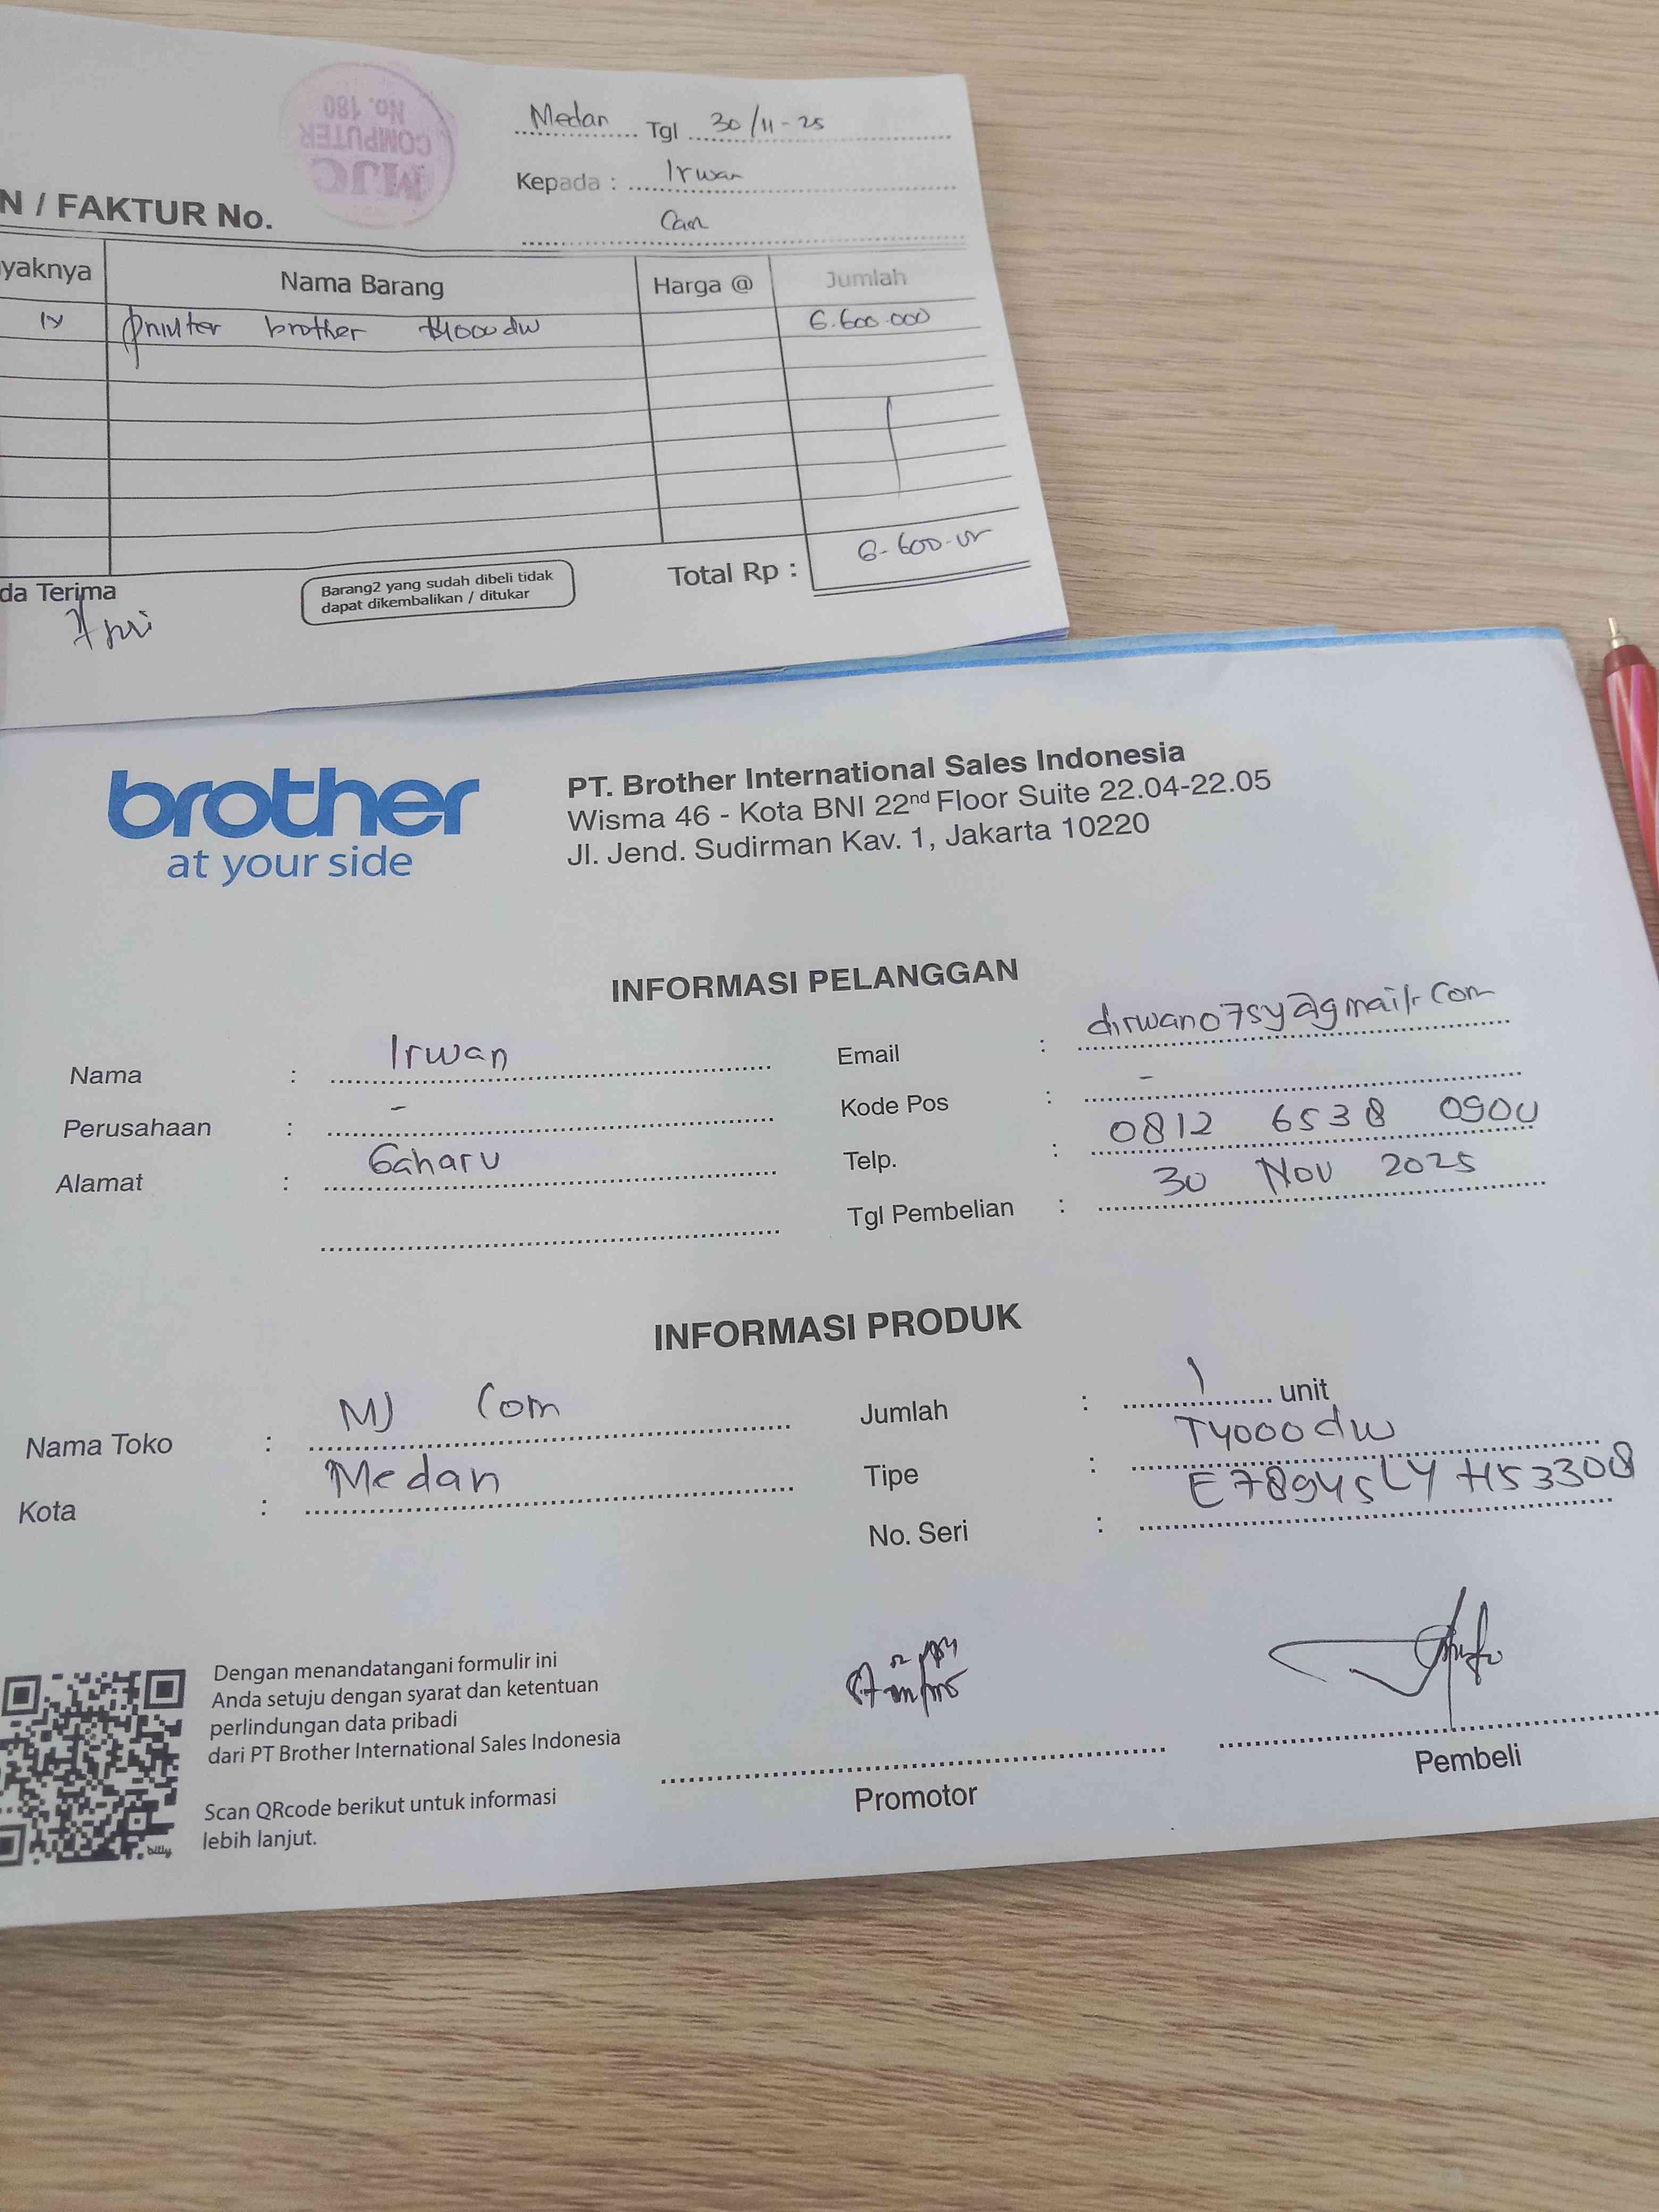 MJC
COMPUTER
No. 180
Medan Tgl 30/11-25
Kepada : Irwan
N / FAKTUR No.
yaknya Nama Barang Harga @ Jumlah
1x printer brother t4000dw 6.600.000
Total Rp : 6.600
da Terima
Barang2 yang sudah dibeli tidak
dapat dikembalikan / ditukar
brother
at your side
PT. Brother International Sales Indonesia
Wisma 46 - Kota BNI 22nd Floor Suite 22.04-22.05
Jl. Jend. Sudirman Kav. 1, Jakarta 10220
INFORMASI PELANGGAN
Nama : Irwan
Perusahaan : -
Alamat : Gaharu
Email : dirwan07sy@gmail.com
Kode Pos : -
Telp. : 0812 6538 0900
Tgl Pembelian : 30 Nov 2025
INFORMASI PRODUK
Nama Toko : MJ Com
Kota : Medan
Jumlah : 1 unit
Tipe : T4000dw
No. Seri : E78945L4H53308
Dengan menandatangani formulir ini
Anda setuju dengan syarat dan ketentuan
perlindungan data pribadi
dari PT Brother International Sales Indonesia
Scan QRcode berikut untuk informasi
lebih lanjut.
bitly
Promotor
Pembeli